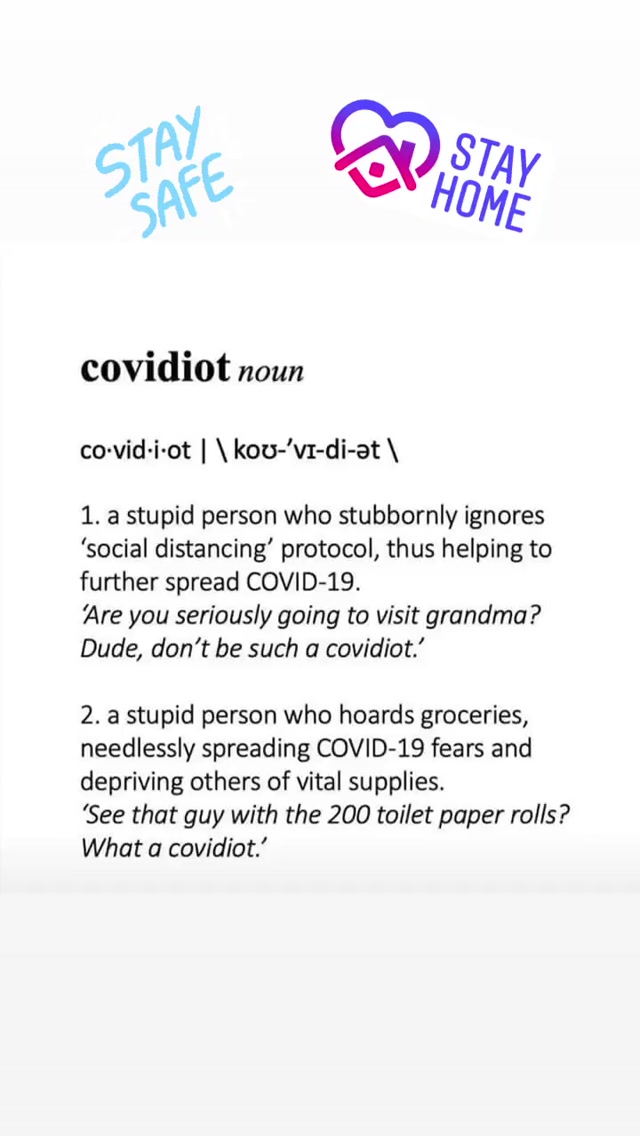 STAY
SAFE
STAY
HOME
covidiot noun
co·vid·i·ot | \ koʊ-ʹvɪ-di-ət \
1. a stupid person who stubbornly ignores
‘social distancing’ protocol, thus helping to
further spread COVID-19.
‘Are you seriously going to visit grandma?
Dude, don’t be such a covidiot.’
2. a stupid person who hoards groceries,
needlessly spreading COVID-19 fears and
depriving others of vital supplies.
‘See that guy with the 200 toilet paper rolls?
What a covidiot.’